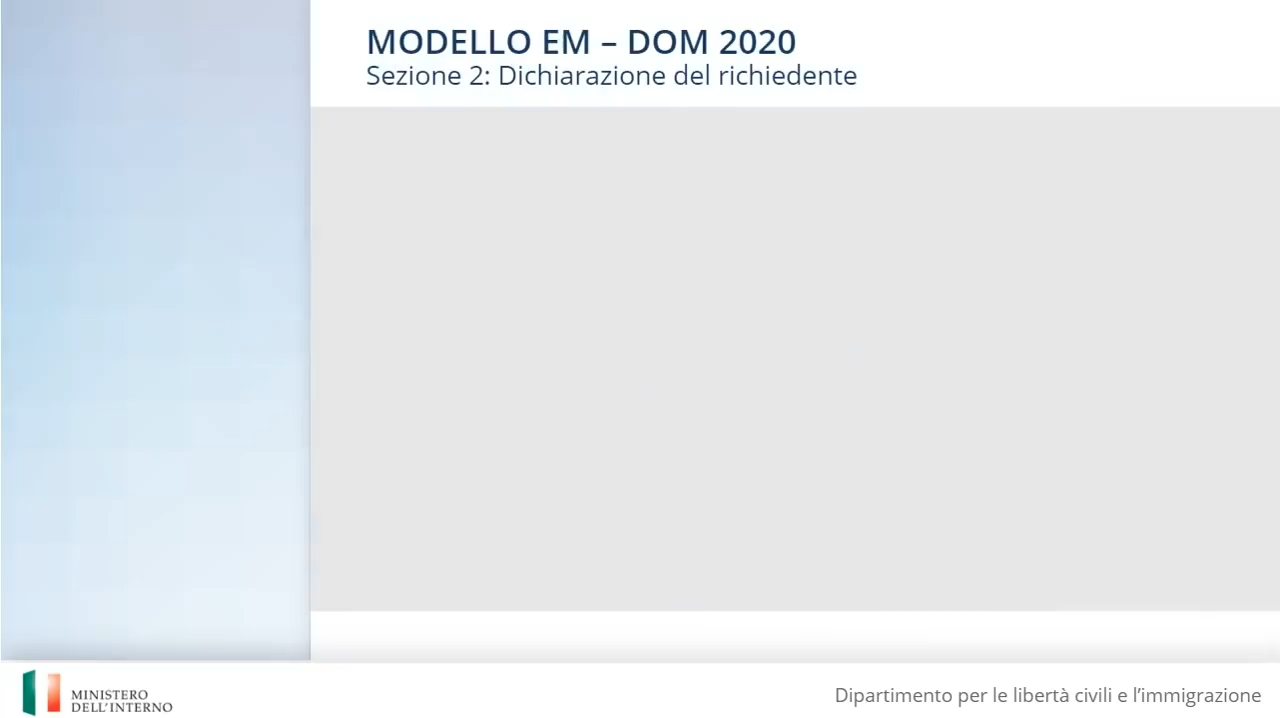 MODELLO EM – DOM 2020
Sezione 2: Dichiarazione del richiedente
MINISTERO
DELL'INTERNO
Dipartimento per le libertà civili e l’immigrazione